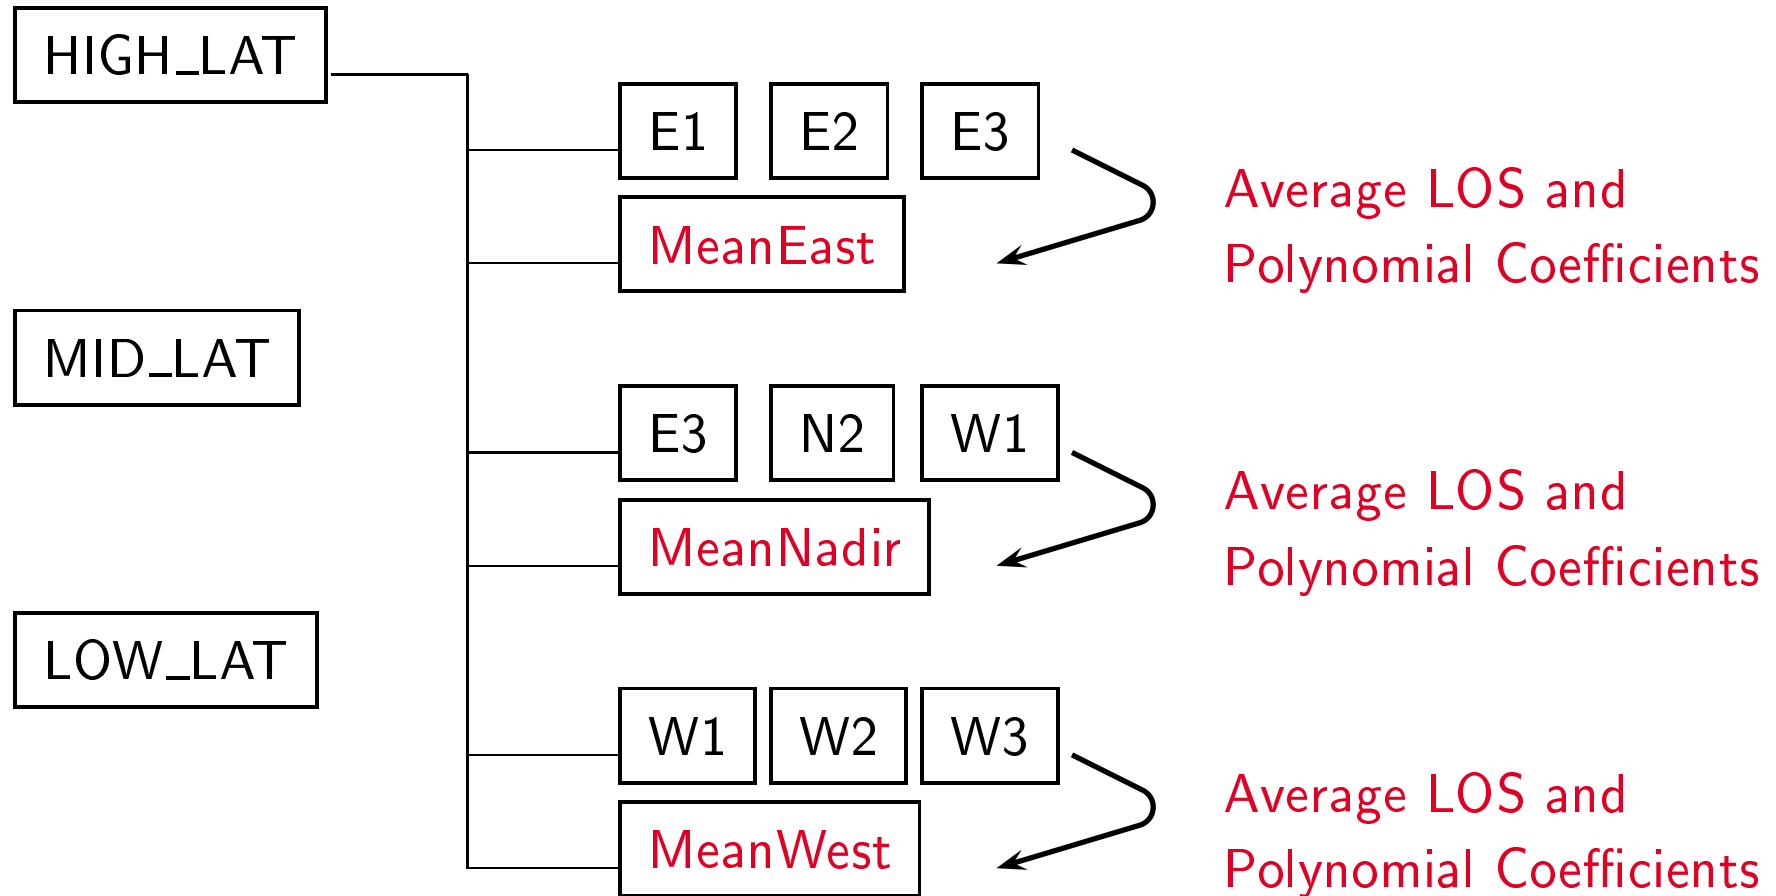 HIGH_LAT
E1 E2 E3
MeanEast
Average LOS and
Polynomial Coefficients
MID_LAT
E3 N2 W1
MeanNadir
Average LOS and
Polynomial Coefficients
LOW_LAT
W1 W2 W3
MeanWest
Average LOS and
Polynomial Coefficients